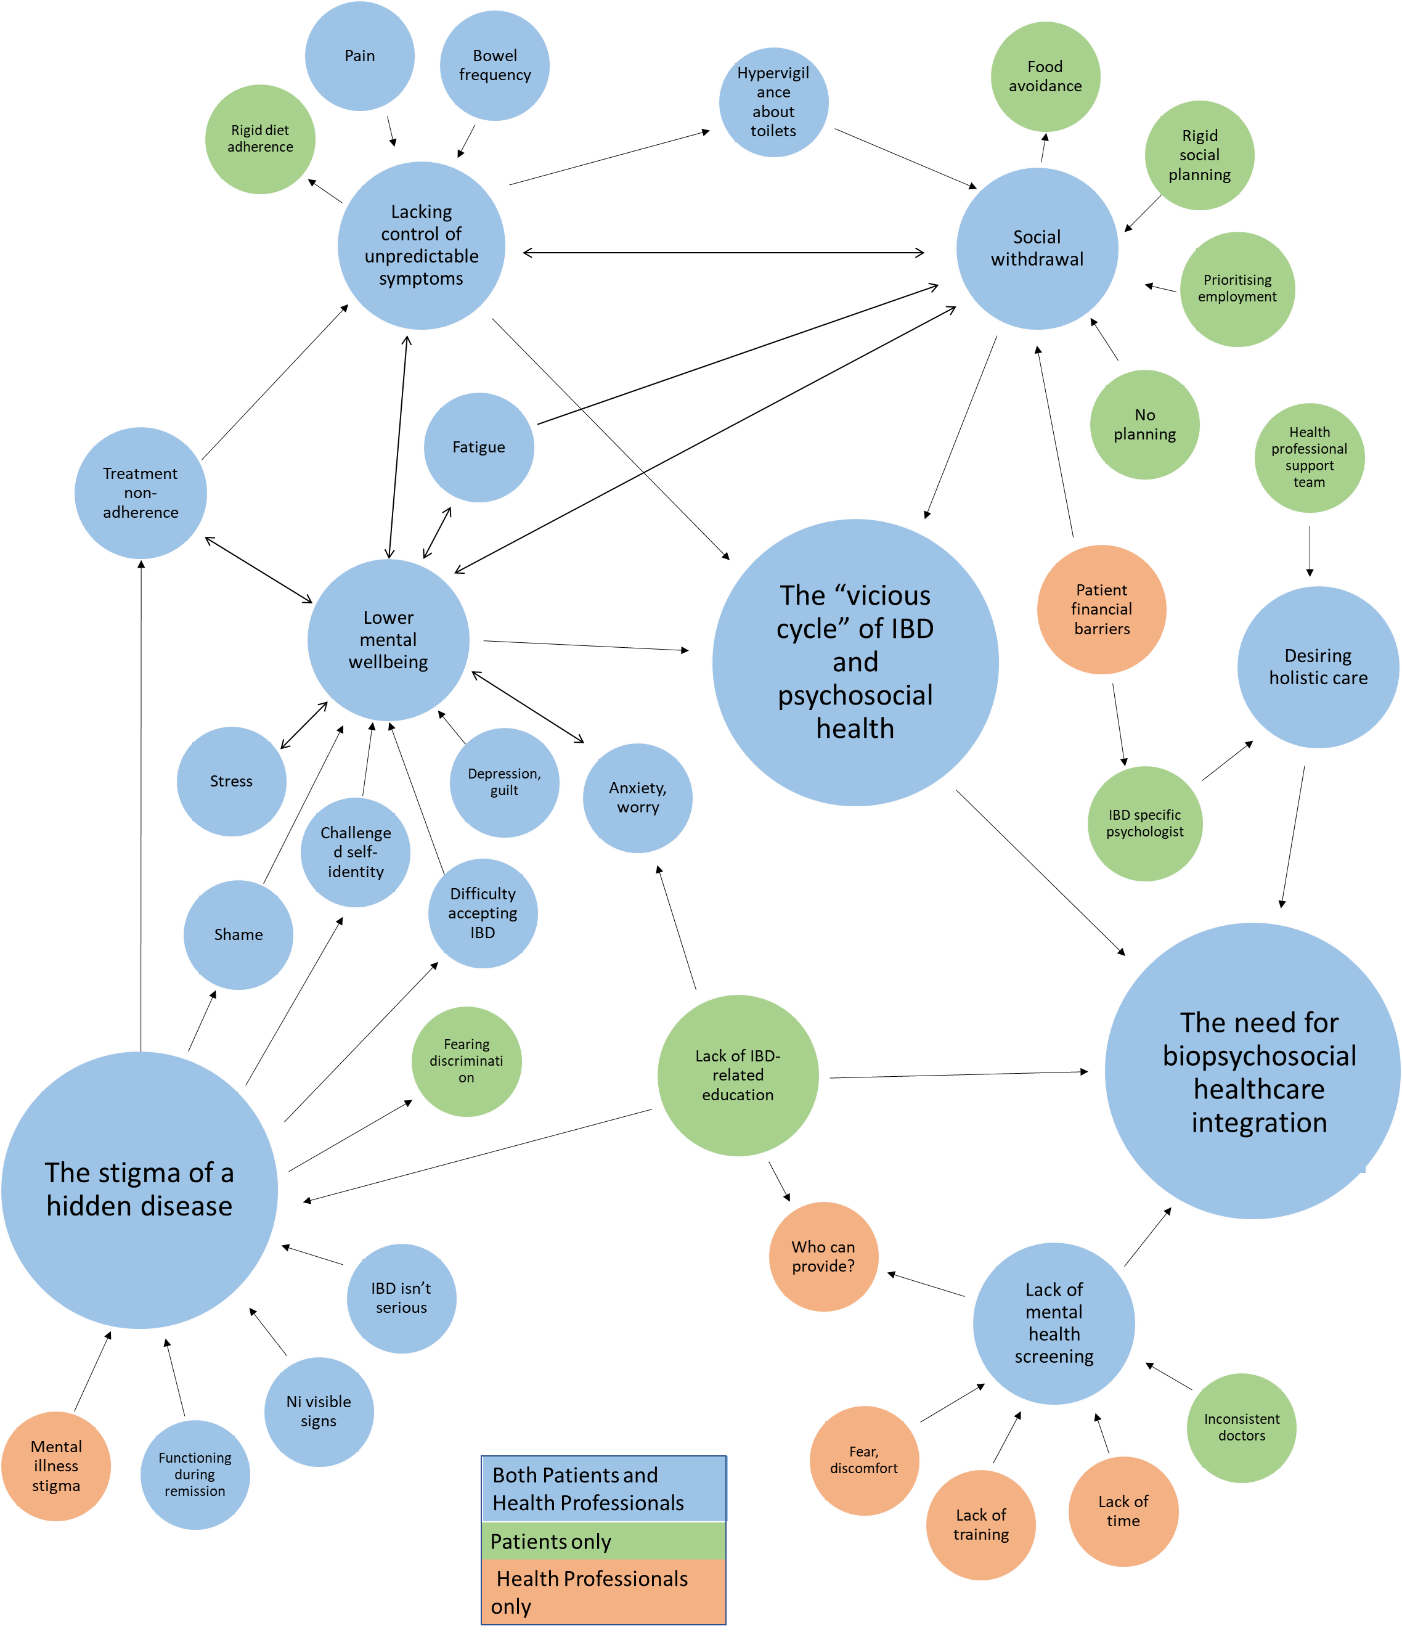 Pain
Bowel
frequency
Hypervigil
ance
about
toilets
Food
avoidance
Rigid diet
adherence
Rigid
social
planning
Lacking
control of
unpredictable
symptoms
Social
withdrawal
Prioritising
employment
No
planning
Fatigue
Health
professional
support
team
Treatment
non-
adherence
Lower
mental
wellbeing
The “vicious
cycle” of IBD
and
psychosocial
health
Patient
financial
barriers
Desiring
holistic care
Stress
Depression,
guilt
Anxiety,
worry
IBD specific
psychologist
Challenge
d self-
identity
Shame
Difficulty
accepting
IBD
Fearing
discriminati
on
Lack of IBD-
related
education
The need for
biopsychosocial
healthcare
integration
The stigma of a
hidden disease
IBD isn’t
serious
Who can
provide?
Lack of
mental
health
screening
Ni visible
signs
Mental
illness
stigma
Functioning
during
remission
Fear,
discomfort
Lack of
training
Lack of
time
Inconsistent
doctors
Both Patients and
Health Professionals
Patients only
Health Professionals
only